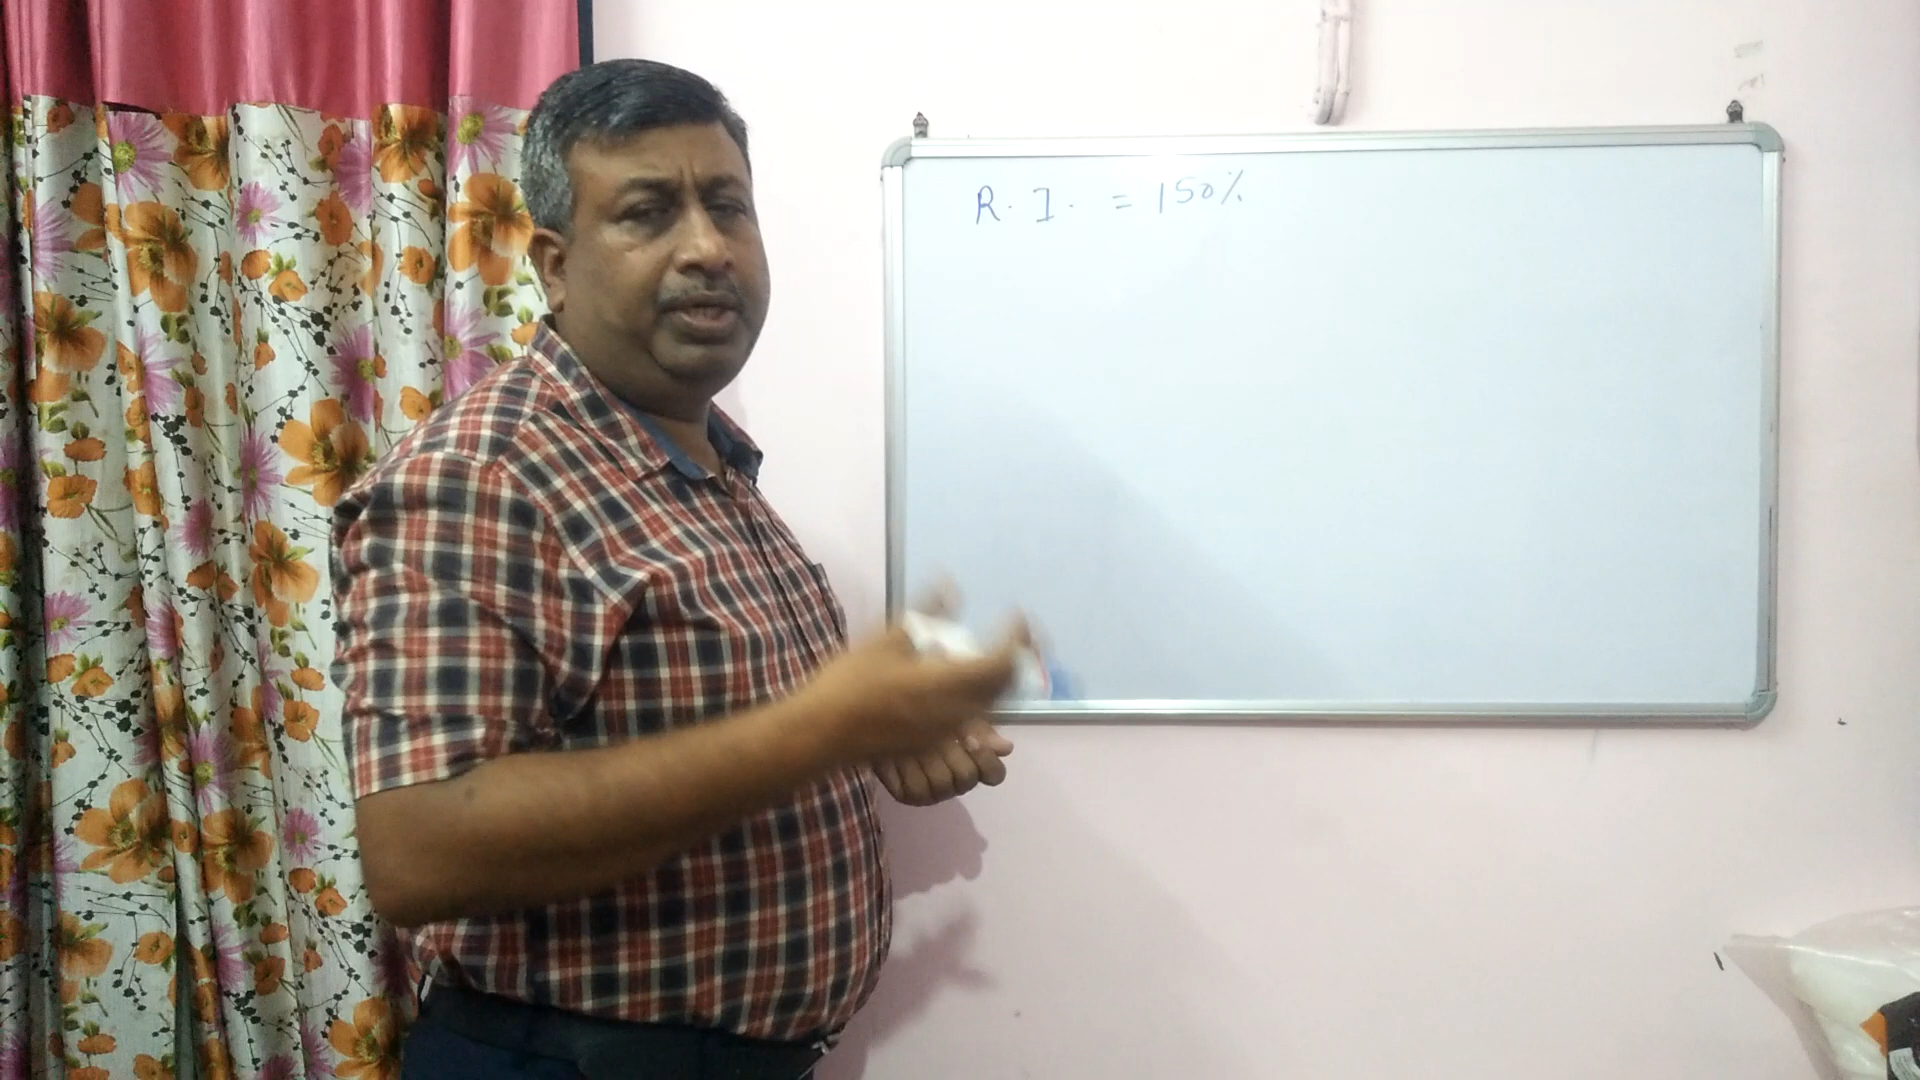 R. I. = 150%